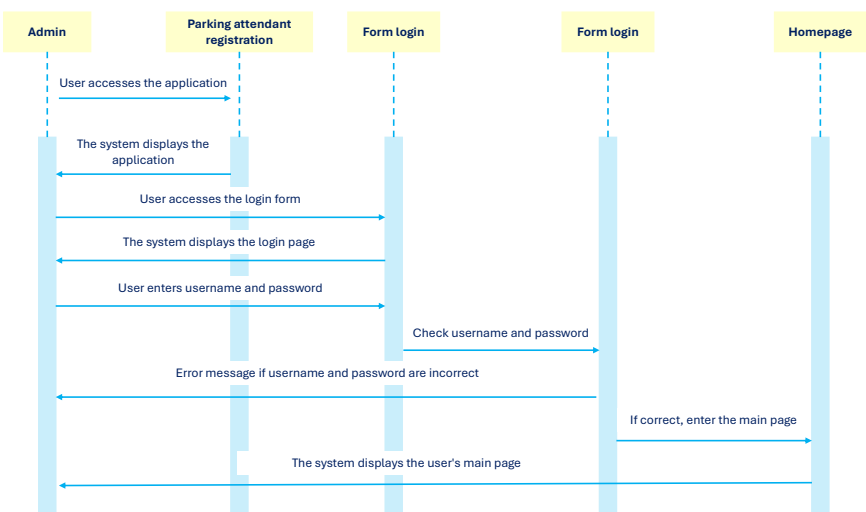 Admin
Parking attendant
registration
Form login
Form login
Homepage
User accesses the application
The system displays the
application
User accesses the login form
The system displays the login page
User enters username and password
Check username and password
Error message if username and password are incorrect
If correct, enter the main page
The system displays the user's main page